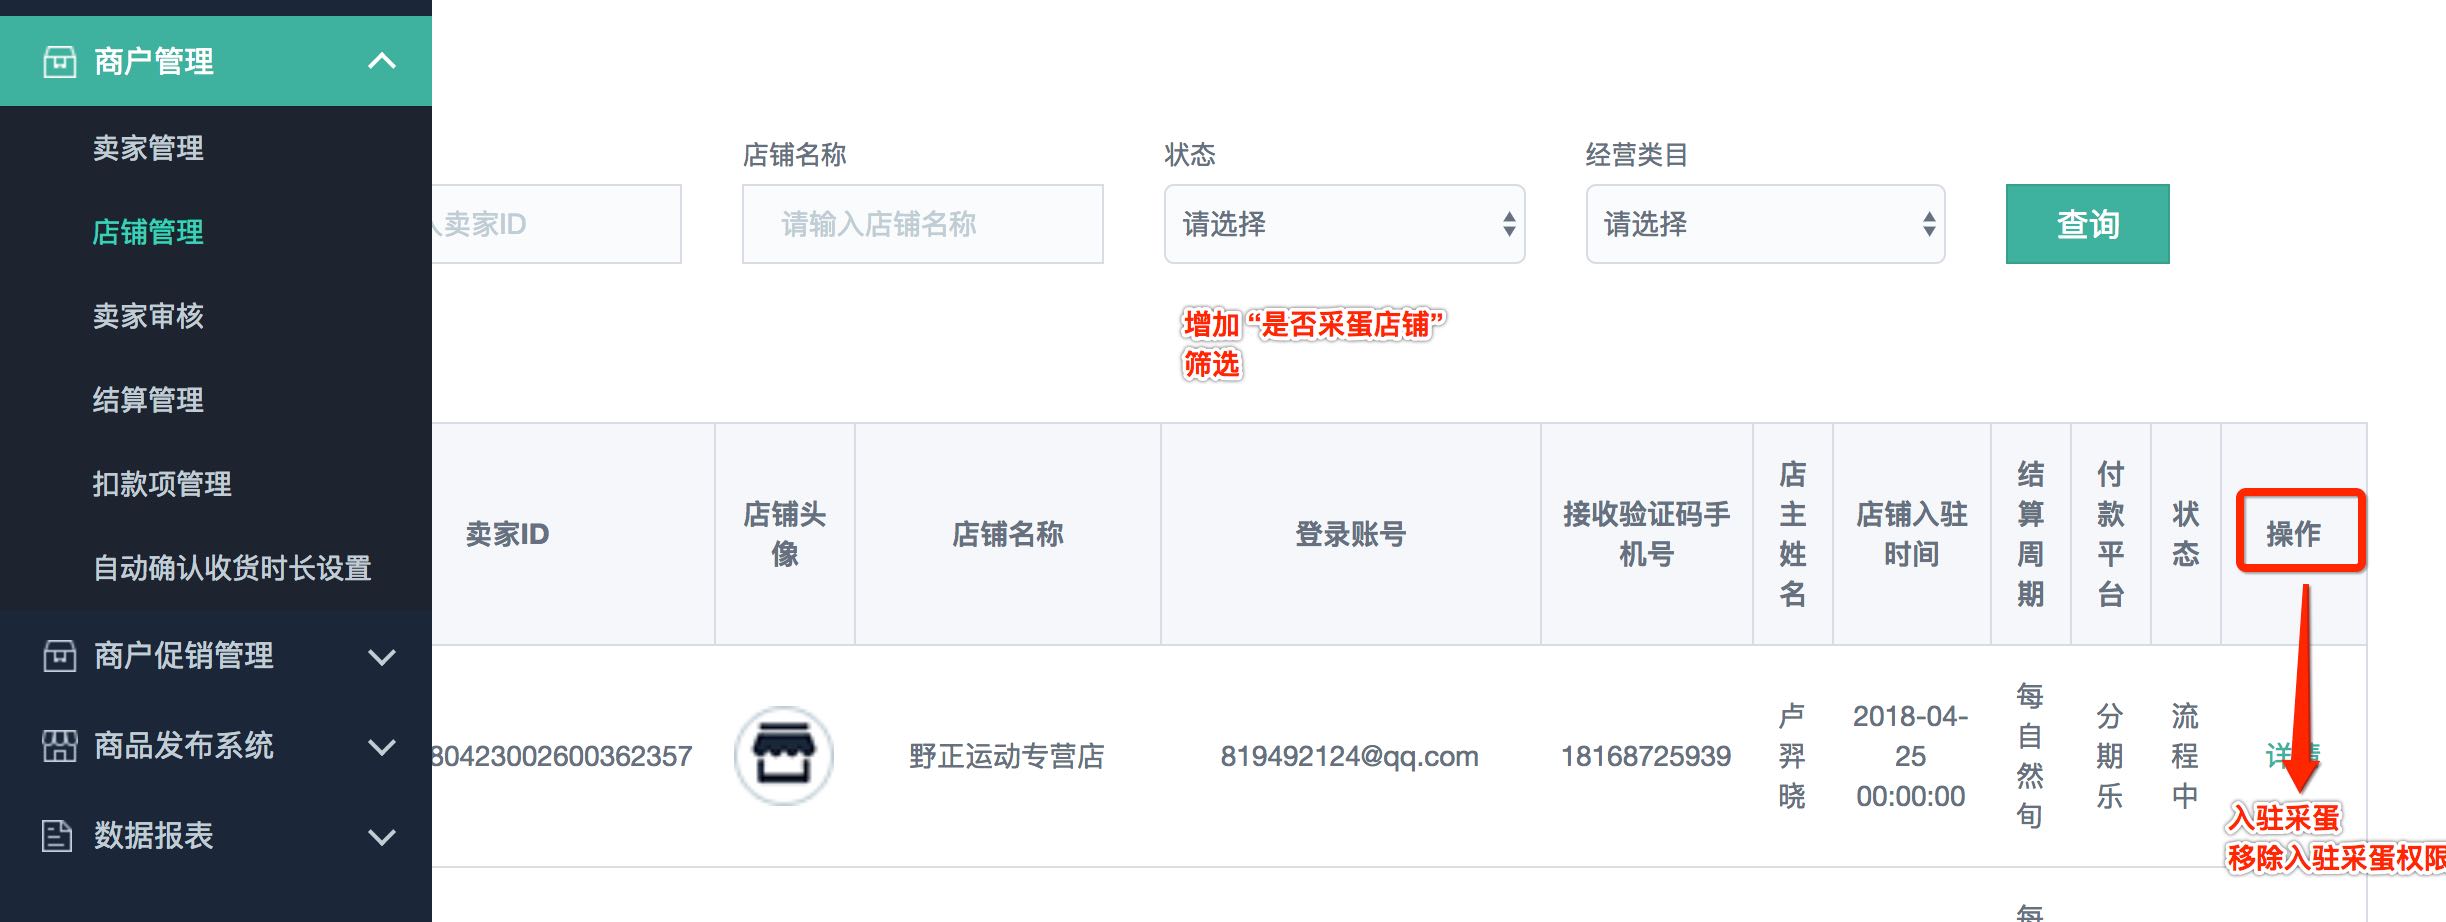 商户管理
卖家管理
店铺管理
卖家审核
结算管理
扣款项管理
自动确认收货时长设置
商户促销管理
商品发布系统
数据报表
店铺名称
状态
经营类目
卖家ID
请输入店铺名称
请选择
请选择
查询
增加 “是否采蛋店铺”
筛选
卖家ID
店铺头
像
店铺名称
登录账号
接收验证码手
机号
店
主
姓
名
店铺入驻
时间
结
算
周
期
付
款
平
台
状
态
操作
80423002600362357
野正运动专营店
819492124@qq.com
18168725939
卢
羿
晓
2018-04-
25
00:00:00
每
自
然
旬
分
期
乐
流
程
中
详情
入驻采蛋
移除入驻采蛋权限
每